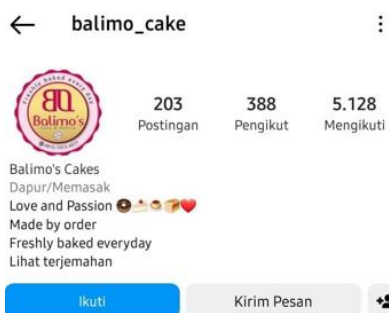 balimo_cake
Freshly baked every day
Balimo's
203 388 5.128
Postingan Pengikut Mengikuti
Balimo's Cakes
Dapur/Memasak
Love and Passion 🍩🍰🍮🍞❤️
Made by order
Freshly baked everyday
Lihat terjemahan
Ikuti Kirim Pesan